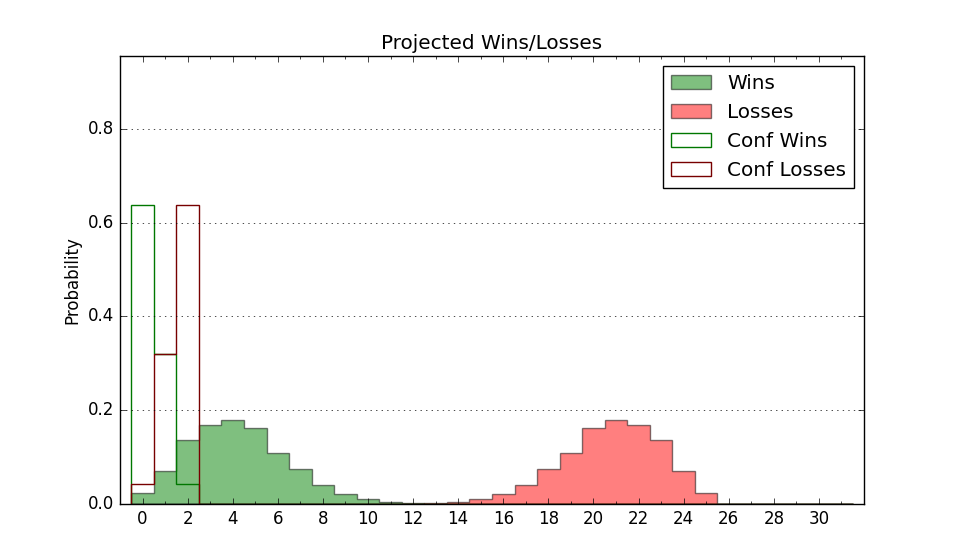 Projected Wins/Losses
Wins
Losses
Conf Wins
Conf Losses
Probability
0.8
0.6
0.4
0.2
0.0
0 2 4 6 8 10 12 14 16 18 20 22 24 26 28 30